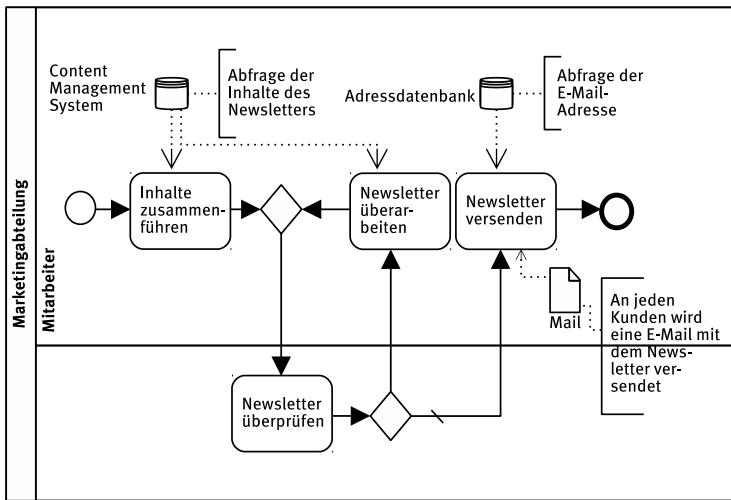 Marketingabteilung
Mitarbeiter
Content
Management
System
Abfrage der
Inhalte des
Newsletters
Adressdatenbank
Abfrage der
E-Mail-
Adresse
Inhalte
zusammen-
führen
Newsletter
überar-
beiten
Newsletter
versenden
Mail
An jeden
Kunden wird
eine E-Mail mit
dem News-
letter ver-
sendet
Newsletter
überprüfen